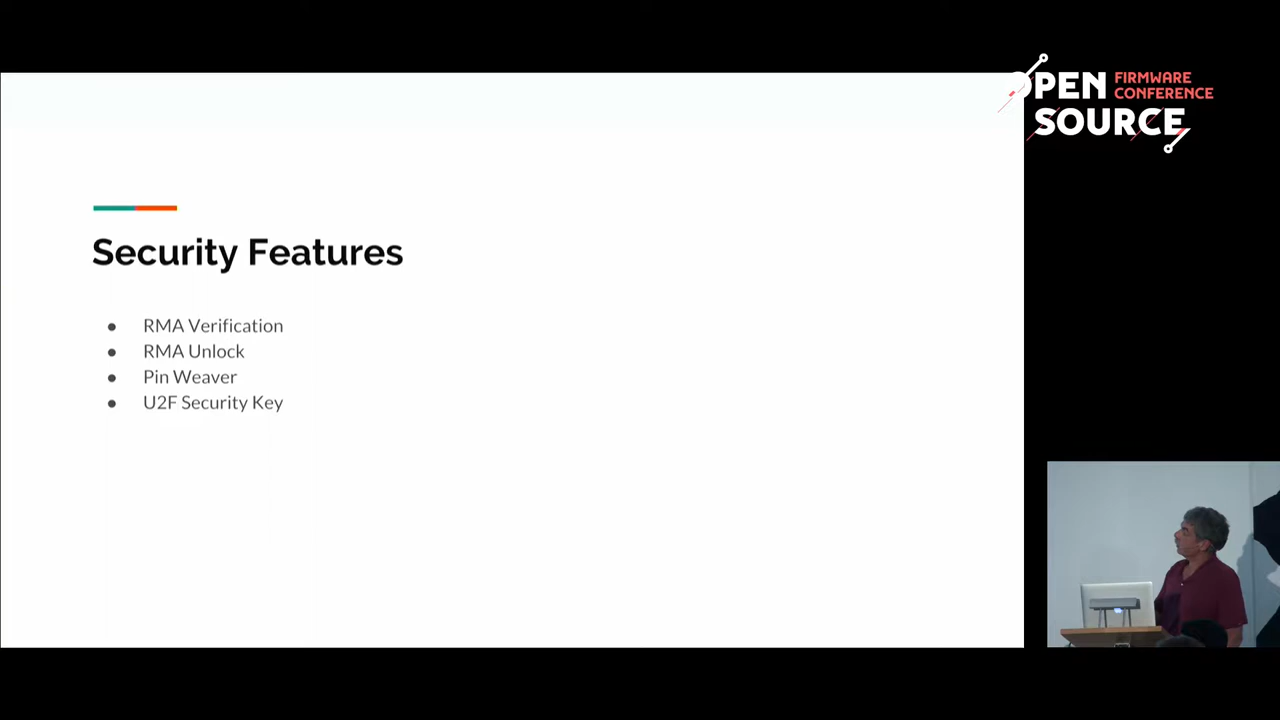 OPEN FIRMWARE
CONFERENCE
SOURCE
Security Features
● RMA Verification
● RMA Unlock
● Pin Weaver
● U2F Security Key